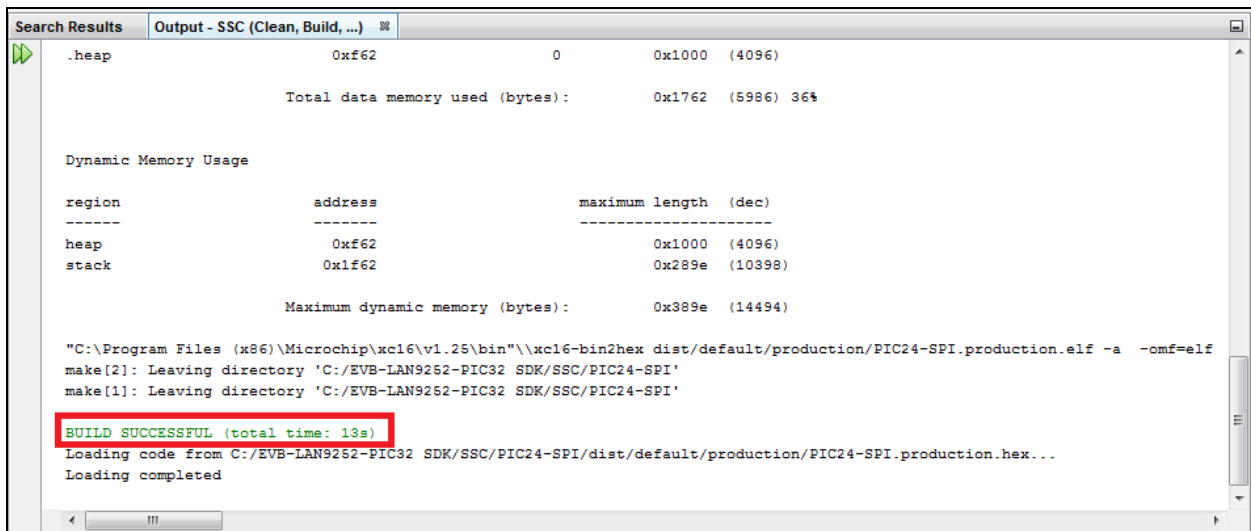 Search Results Output - SSC (Clean, Build, ...)
.heap 0xf62 0 0x1000 (4096)
Total data memory used (bytes): 0x1762 (5986) 36%
Dynamic Memory Usage
region address maximum length (dec)
------ ------- ---------------------
heap 0xf62 0x1000 (4096)
stack 0x1f62 0x289e (10398)
Maximum dynamic memory (bytes): 0x389e (14494)
"C:\Program Files (x86)\Microchip\xc16\v1.25\bin"\\xc16-bin2hex dist/default/production/PIC24-SPI.production.elf -a -omf=elf
make[2]: Leaving directory 'C:/EVB-LAN9252-PIC32 SDK/SSC/PIC24-SPI'
make[1]: Leaving directory 'C:/EVB-LAN9252-PIC32 SDK/SSC/PIC24-SPI'
BUILD SUCCESSFUL (total time: 13s)
Loading code from C:/EVB-LAN9252-PIC32 SDK/SSC/PIC24-SPI/dist/default/production/PIC24-SPI.production.hex...
Loading completed